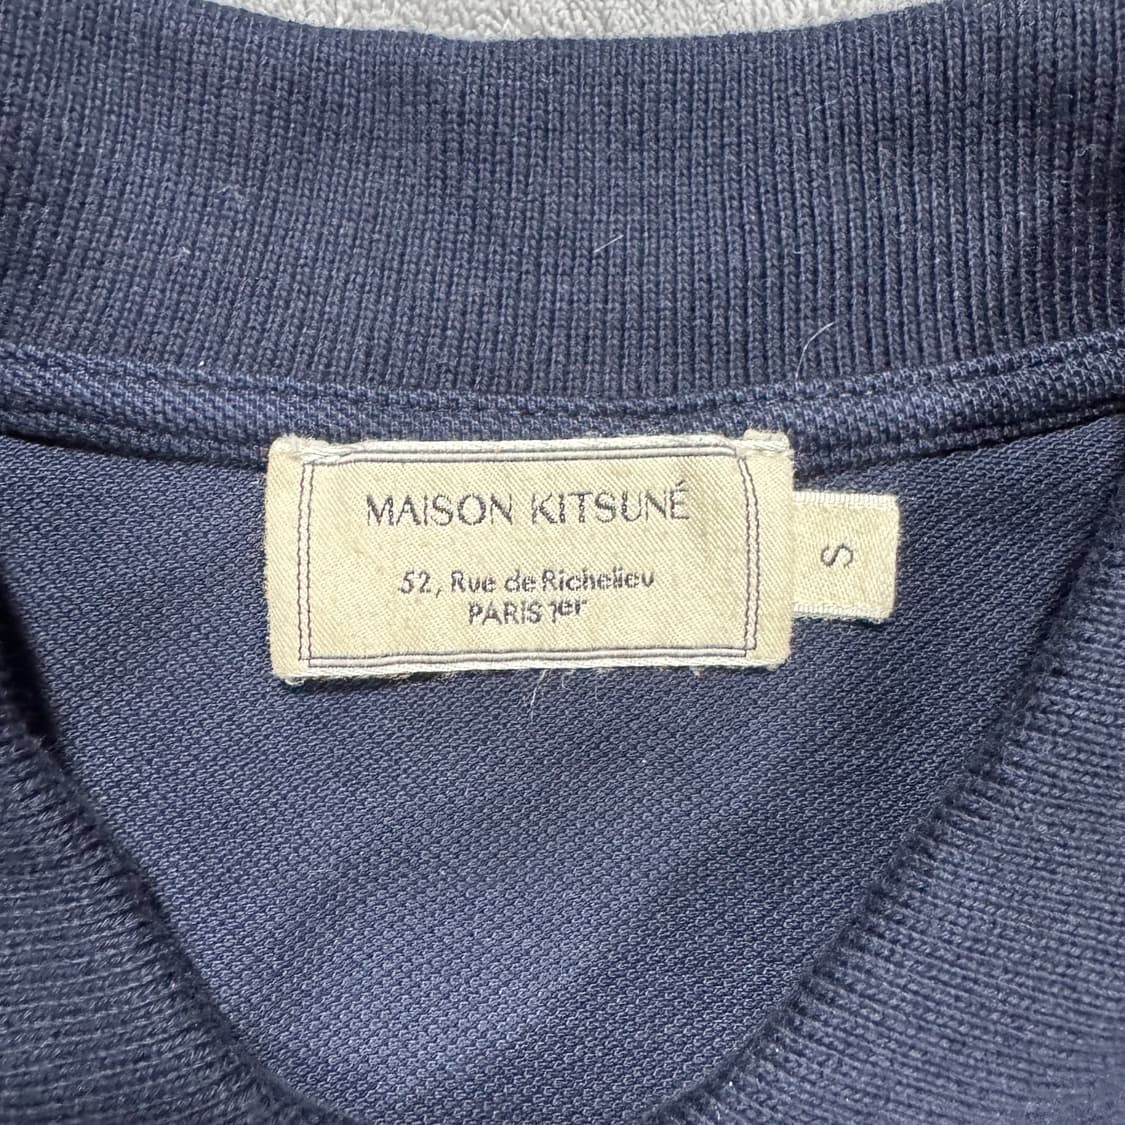 MAISON KITSUNÉ
52, Rue de Richelieu
PARIS 1er
S